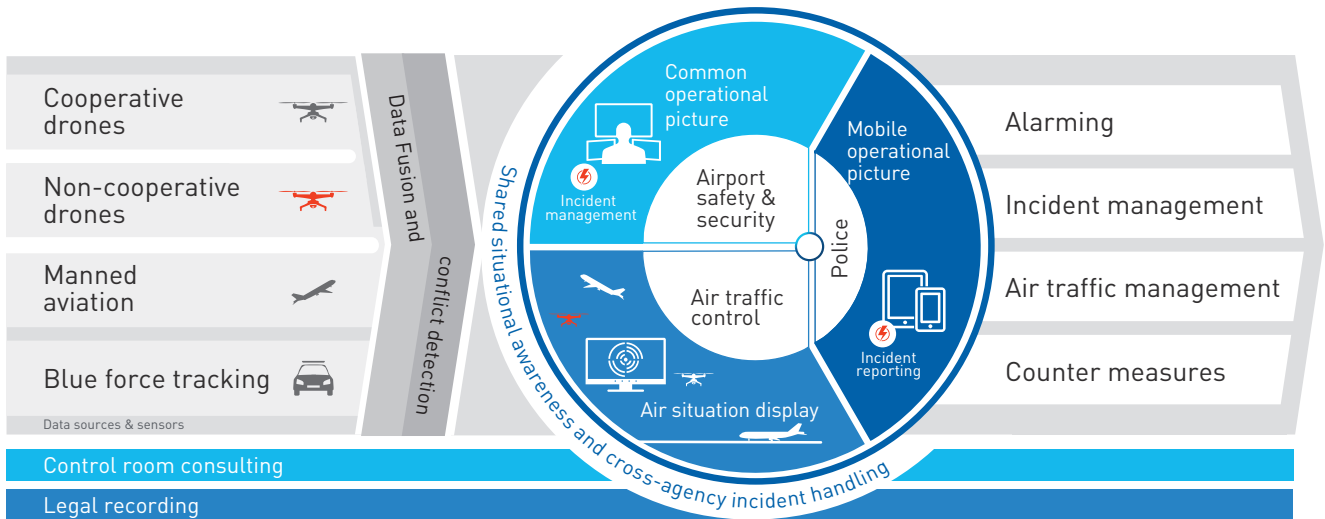 Cooperative
drones
Non-cooperative
drones
Manned
aviation
Blue force tracking
Data sources & sensors
Data Fusion and
conflict detection
Shared situational awareness and cross-agency incident handling
Common
operational
picture
Incident
management
Airport
safety &
security
Mobile
operational
picture
Police
Incident
reporting
Air traffic
control
Air situation display
Alarming
Incident management
Air traffic management
Counter measures
Control room consulting
Legal recording